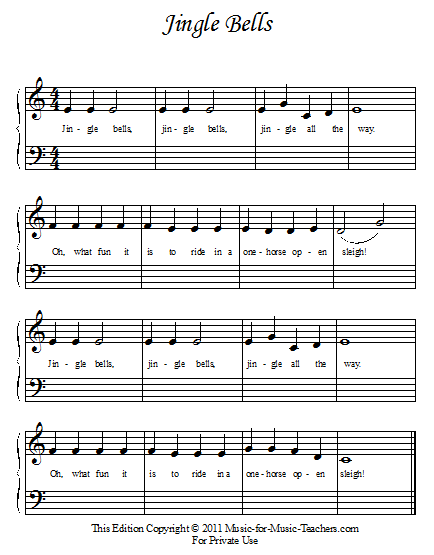 Jingle Bells
4 4
Jin- gle bells, jin- gle bells, jin- gle all the way.
4 4
Oh, what fun it is to ride in a one-horse op- en sleigh!
Jin- gle bells, jin- gle bells, jin- gle all the way.
Oh, what fun it is to ride in a one-horse op- en sleigh!
This Edition Copyright © 2011 Music-for-Music-Teachers.com
For Private Use